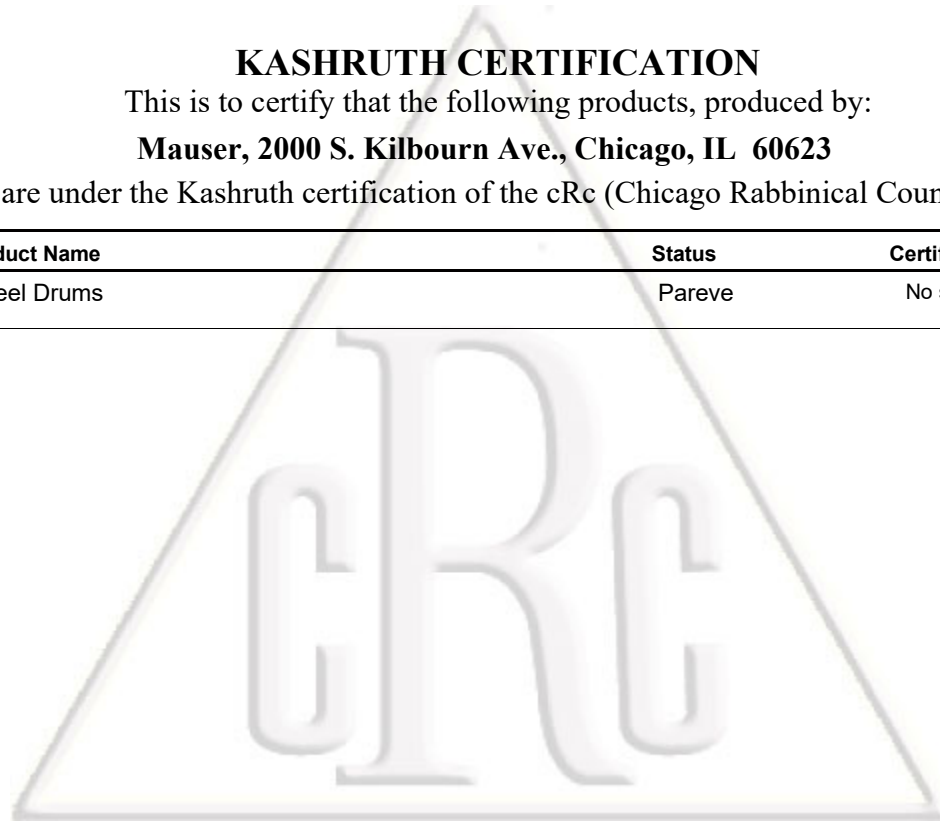 KASHRUTH CERTIFICATION
This is to certify that the following products, produced by:
Mauser, 2000 S. Kilbourn Ave., Chicago, IL 60623
are under the Kashruth certification of the cRc (Chicago Rabbinical Coun
duct Name Status Certif
eel Drums Pareve No
cRc